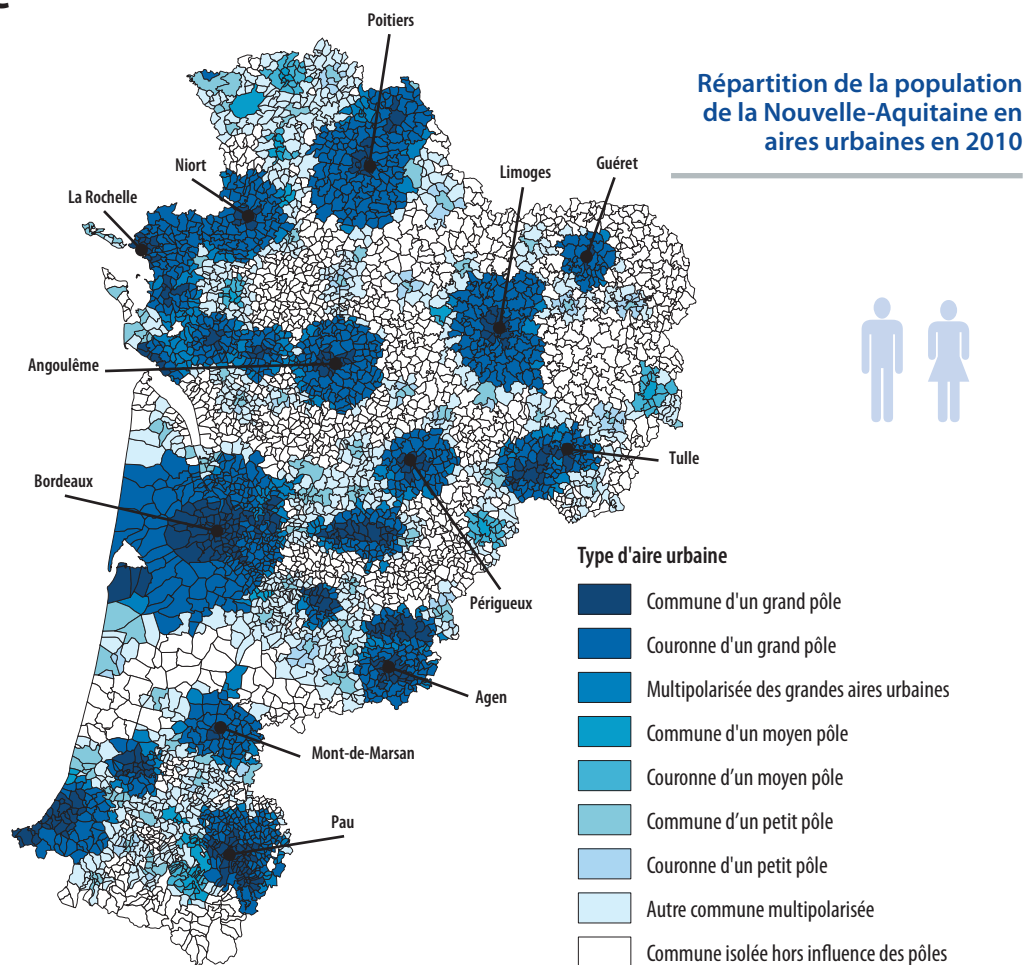 Poitiers
Répartition de la population
de la Nouvelle-Aquitaine en
aires urbaines en 2010
Niort
Limoges
Guéret
La Rochelle
Angoulême
Tulle
Bordeaux
Périgueux
Agen
Mont-de-Marsan
Pau
Type d'aire urbaine
Commune d'un grand pôle
Couronne d'un grand pôle
Multipolarisée des grandes aires urbaines
Commune d'un moyen pôle
Couronne d'un moyen pôle
Commune d'un petit pôle
Couronne d'un petit pôle
Autre commune multipolarisée
Commune isolée hors influence des pôles